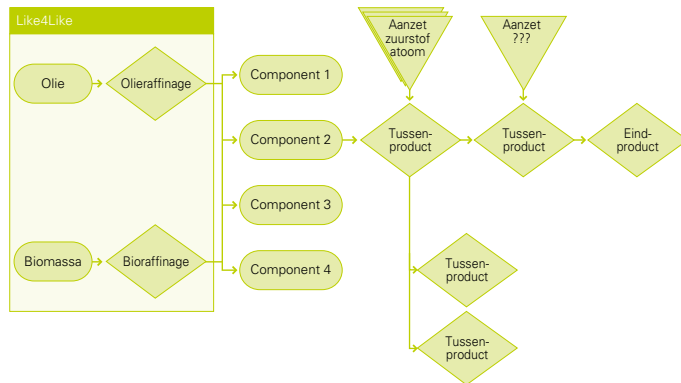 Like4Like
Aanzet
zuurstof
atoom
Aanzet
???
Olie
Olieraffinage
Component 1
Component 2
Tussen-
product
Tussen-
product
Eind-
product
Component 3
Biomassa
Bioraffinage
Component 4
Tussen-
product
Tussen-
product